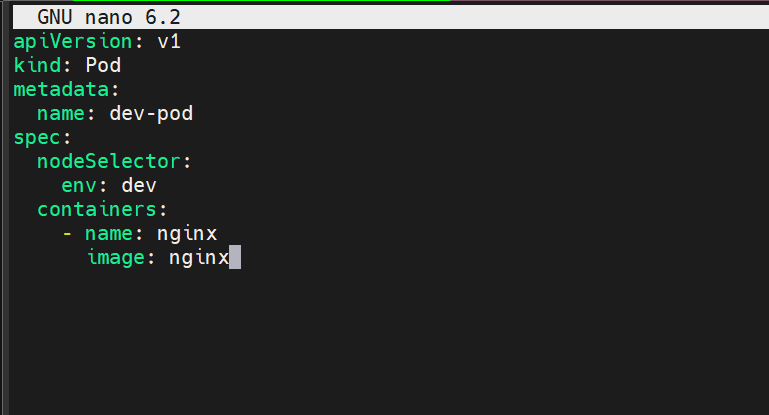 GNU nano 6.2
apiVersion: v1
kind: Pod
metadata:
  name: dev-pod
spec:
  nodeSelector:
    env: dev
  containers:
    - name: nginx
      image: nginx